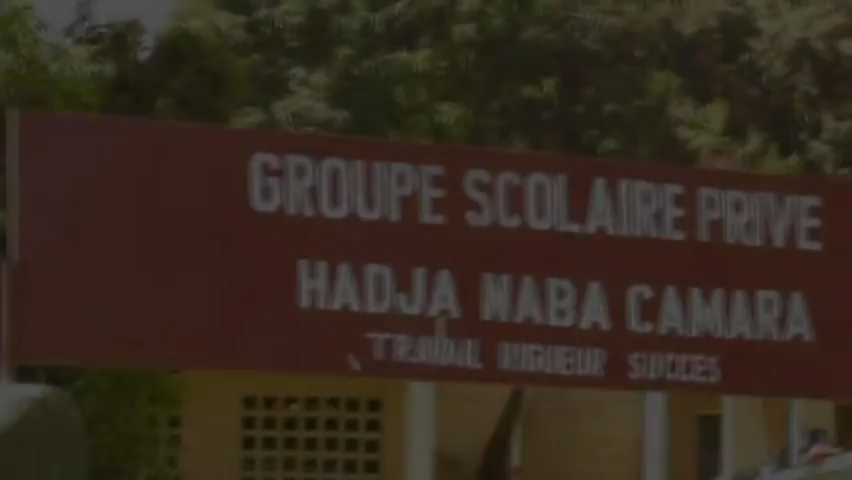 GROUPE SCOLAIRE PRIVE
HADJA NABA CAMARA
TRAVAIL RIGUEUR SUCCES